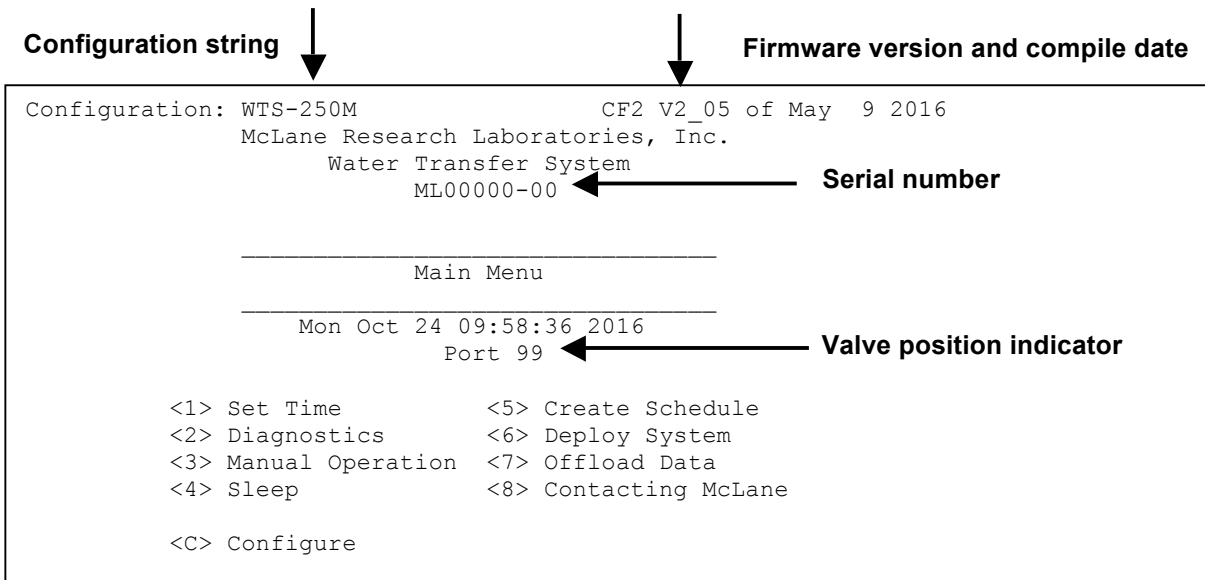 Configuration string
Firmware version and compile date
Configuration: WTS-250M CF2 V2_05 of May 9 2016
McLane Research Laboratories, Inc.
Water Transfer System
ML00000-00
Serial number
_________________________________
Main Menu
_________________________________
Mon Oct 24 09:58:36 2016
Port 99
Valve position indicator
<1> Set Time <5> Create Schedule
<2> Diagnostics <6> Deploy System
<3> Manual Operation <7> Offload Data
<4> Sleep <8> Contacting McLane
<C> Configure